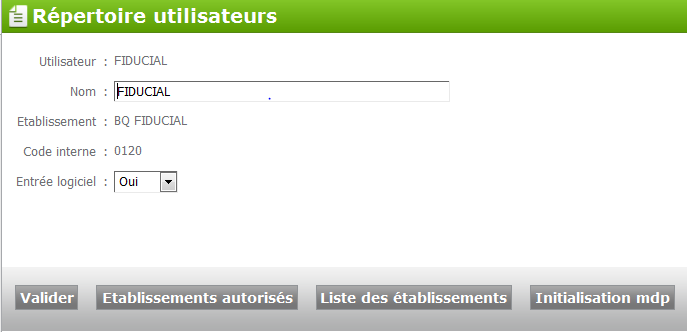 Répertoire utilisateurs
Utilisateur : FIDUCIAL
Nom : FIDUCIAL
Etablissement : BQ FIDUCIAL
Code interne : 0120
Entrée logiciel : Oui
Valider Etablissements autorisés Liste des établissements Initialisation mdp